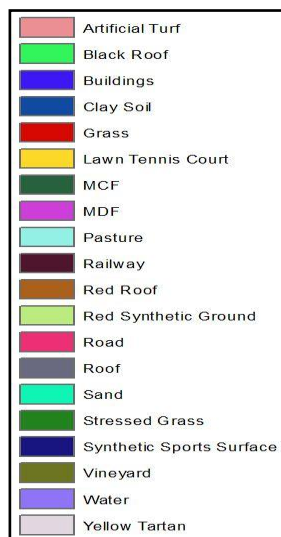 Artificial Turf
Black Roof
Buildings
Clay Soil
Grass
Lawn Tennis Court
MCF
MDF
Pasture
Railway
Red Roof
Red Synthetic Ground
Road
Roof
Sand
Stressed Grass
Synthetic Sports Surface
Vineyard
Water
Yellow Tartan